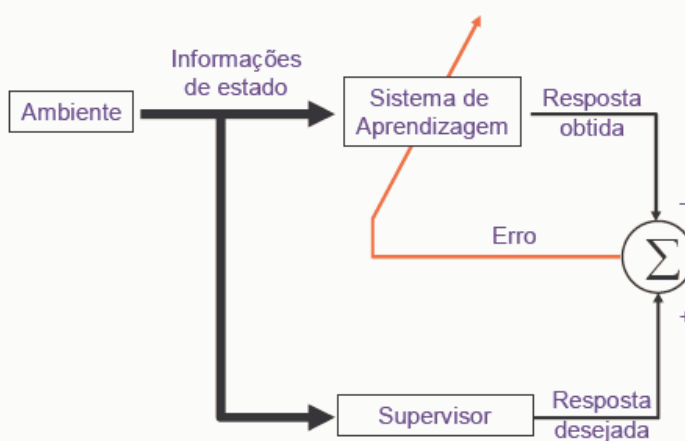 Informações
de estado
Ambiente
Sistema de
Aprendizagem
Resposta
obtida
-
Erro
Σ
+
Supervisor
Resposta
desejada